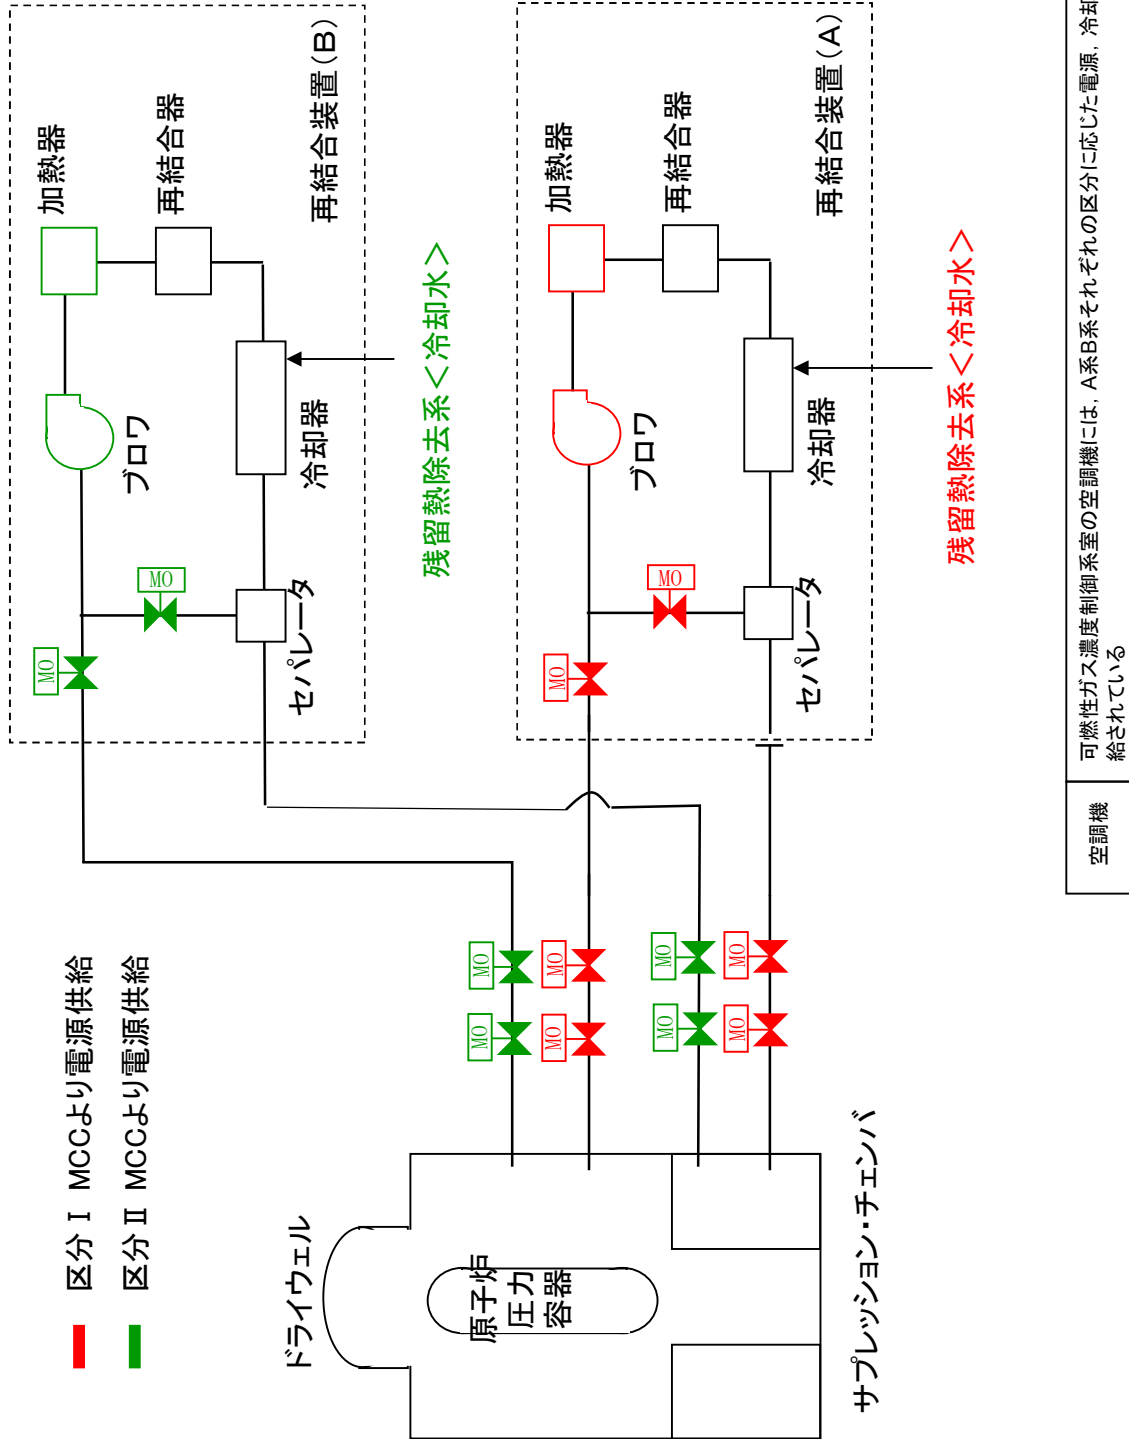 区分Ⅰ MCCより電源供給
区分Ⅱ MCCより電源供給
ドライウェル
原子炉
圧力
容器
サプレッション・チェンバ
MO
MO
MO
MO
MO
MO
MO
MO
MO
MO
ブロワ
加熱器
再結合器
冷却器
セパレータ
再結合装置(B)
残留熱除去系<冷却水>
MO
MO
ブロワ
加熱器
再結合器
冷却器
セパレータ
再結合装置(A)
残留熱除去系<冷却水>
空調機
可燃性ガス濃度制御系室の空調機には, A系B系それぞれの区分に応じた電源, 冷却
給されている